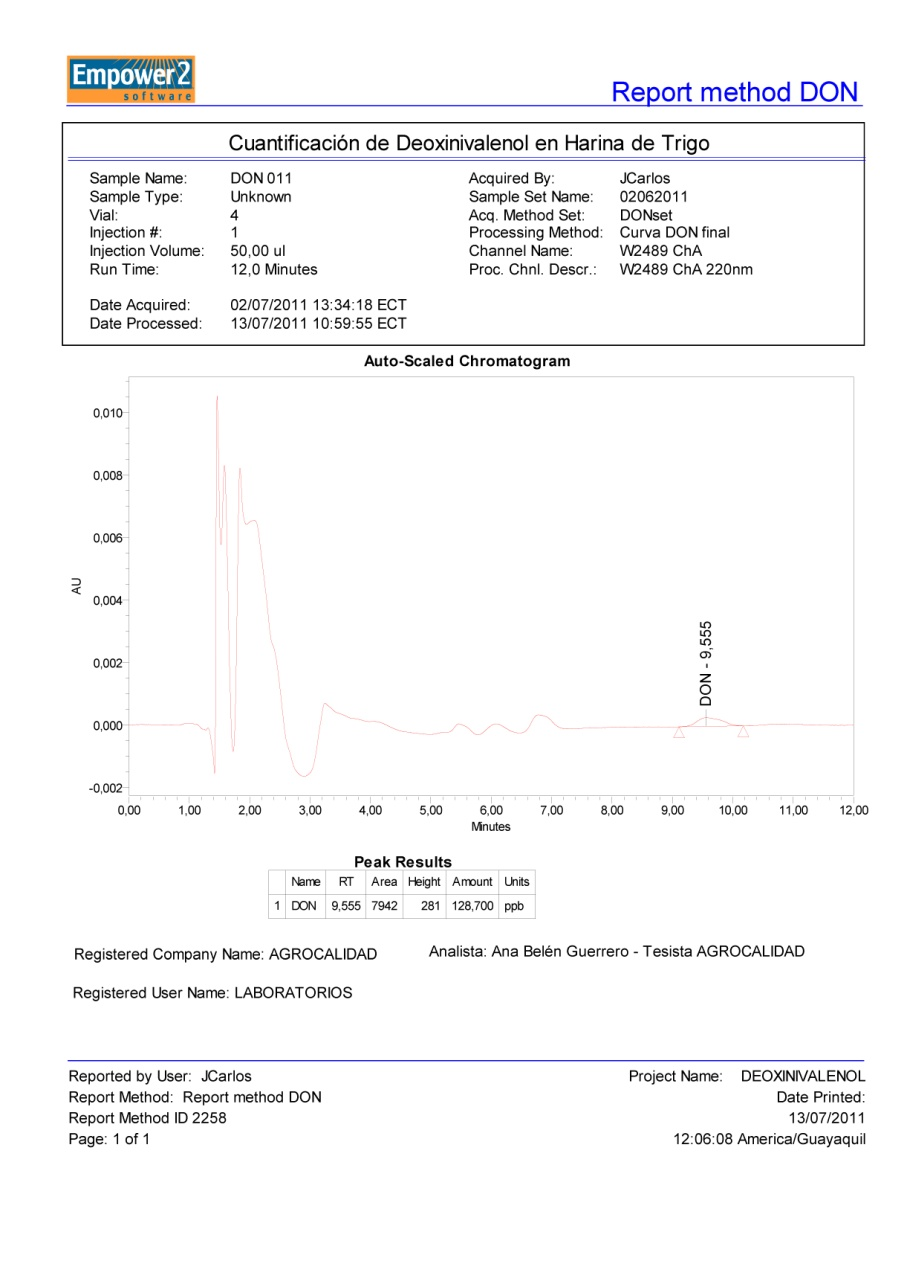 Empower2
software
Report method DON
Cuantificación de Deoxinivalenol en Harina de Trigo
Sample Name: DON 011 Acquired By: JCarlos
Sample Type: Unknown Sample Set Name: 02062011
Vial: 4 Acq. Method Set: DONset
Injection #: 1 Processing Method: Curva DON final
Injection Volume: 50,00 ul Channel Name: W2489 ChA
Run Time: 12,0 Minutes Proc. Chnl. Descr.: W2489 ChA 220nm
Date Acquired: 02/07/2011 13:34:18 ECT
Date Processed: 13/07/2011 10:59:55 ECT
Auto-Scaled Chromatogram
0,010
0,008
0,006
AU
0,004
DON - 9,555
0,002
0,000
-0,002
0,00 1,00 2,00 3,00 4,00 5,00 6,00 7,00 8,00 9,00 10,00 11,00 12,00
Minutes
Peak Results
Name RT Area Height Amount Units
1 DON 9,555 7942 281 128,700 ppb
Registered Company Name: AGROCALIDAD Analista: Ana Belén Guerrero - Tesista AGROCALIDAD
Registered User Name: LABORATORIOS
Reported by User: JCarlos Project Name: DEOXINIVALENOL
Report Method: Report method DON Date Printed:
Report Method ID 2258 13/07/2011
Page: 1 of 1 12:06:08 America/Guayaquil